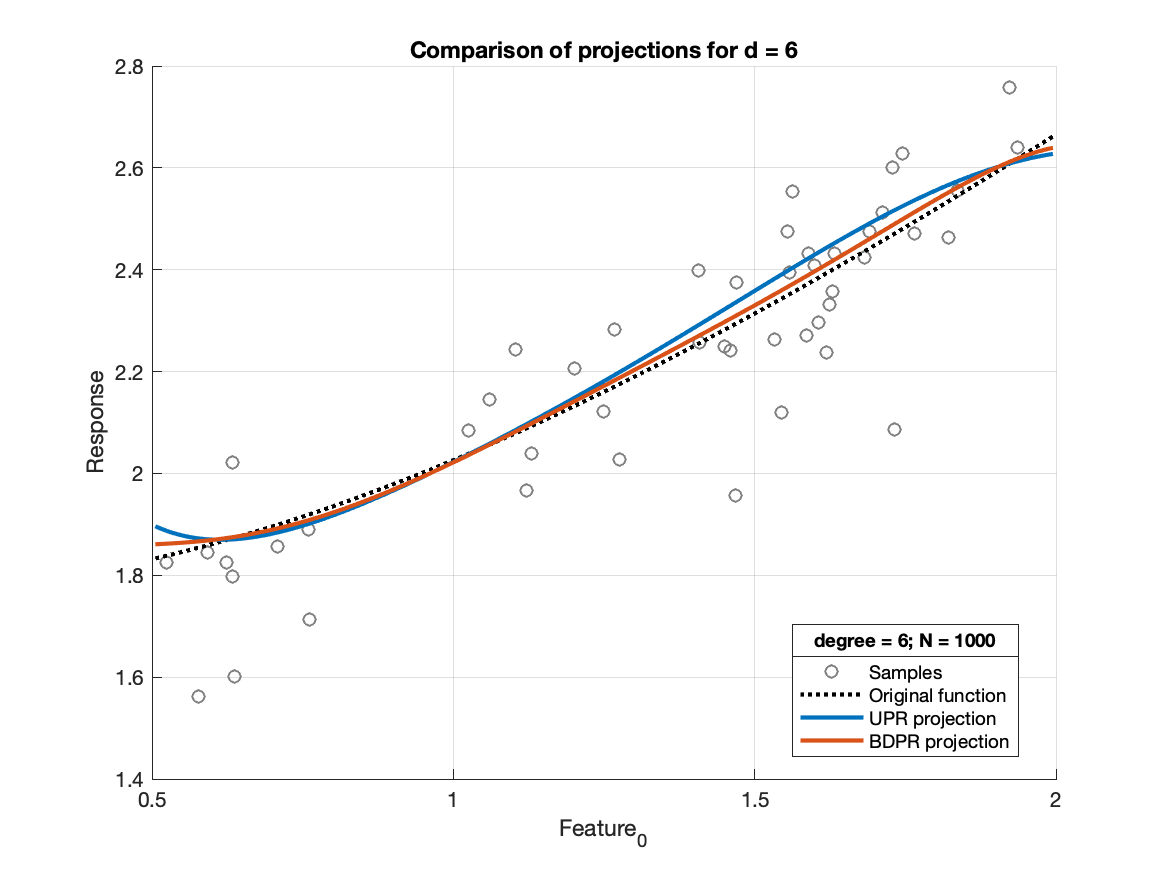 Comparison of projections for d = 6
2.8
2.6
2.4
2.2
2
1.8
1.6
1.4
Response
0.5
1
1.5
2
Feature₀
degree = 6; N = 1000
Samples
Original function
UPR projection
BDPR projection